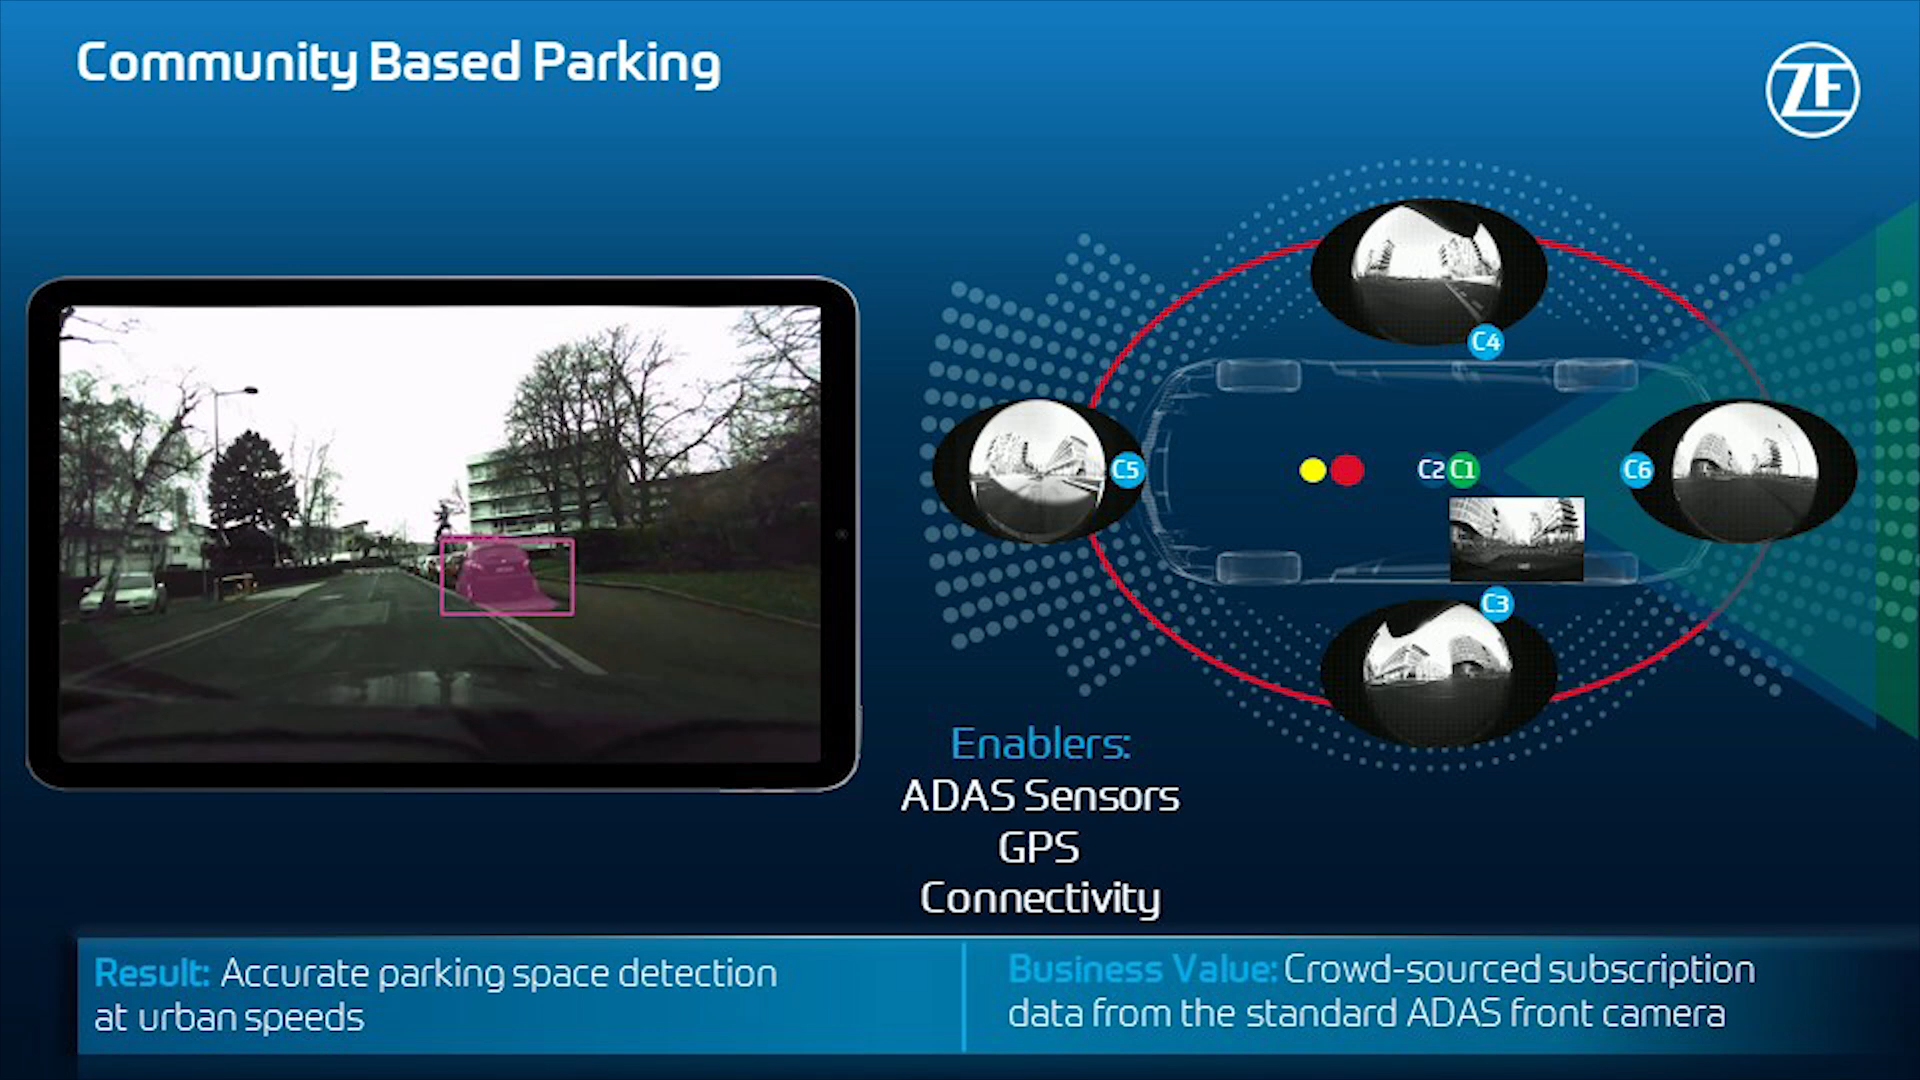 Community Based Parking
ZF
C4
C5
C2
C1
C6
C3
Enablers:
ADAS Sensors
GPS
Connectivity
Result: Accurate parking space detection
at urban speeds
Business Value: Crowd-sourced subscription
data from the standard ADAS front camera